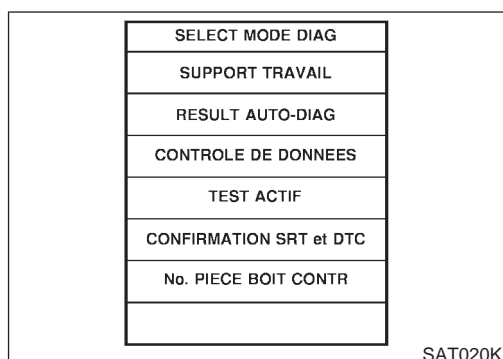 SELECT MODE DIAG
SUPPORT TRAVAIL
RESULT AUTO-DIAG
CONTROLE DE DONNEES
TEST ACTIF
CONFIRMATION SRT et DTC
No. PIECE BOIT CONTR
SAT020K